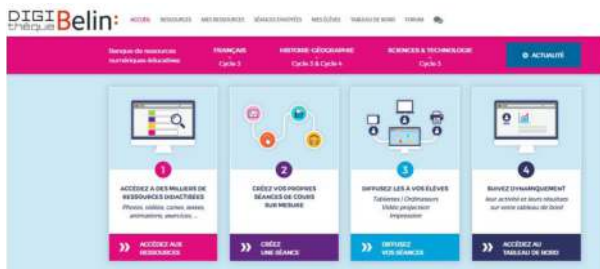 DIGI Belin:
thèque
ACCUEIL RESSOURCES MES RESSOURCES SÉANCES ENVOYÉES MES ÉLÈVES TABLEAU DE BORD FORUM
Banque de ressources
numériques éducatives
FRANÇAIS
Cycle 3
HISTOIRE-GÉOGRAPHIE
Cycle 3 & Cycle 4
SCIENCES & TECHNOLOGIE
Cycle 3
ACTUALITÉ
1
ACCÉDEZ À DES MILLIERS DE
RESSOURCES DIDACTISÉES
Photos, vidéos, cartes, textes,
animations, exercices, ...
ACCÉDEZ AUX
RESSOURCES
2
CRÉEZ VOS PROPRES
SÉANCES DE COURS
SUR MESURE
CRÉEZ
UNE SÉANCE
3
DIFFUSEZ-LES À VOS ÉLÈVES
Tablettes / Ordinateurs
Vidéo projection
Impression
DIFFUSEZ
VOS SÉANCES
4
SUIVEZ DYNAMIQUEMENT
leur activité et leurs résultats
sur votre tableau de bord
ACCÉDEZ AU
TABLEAU DE BORD